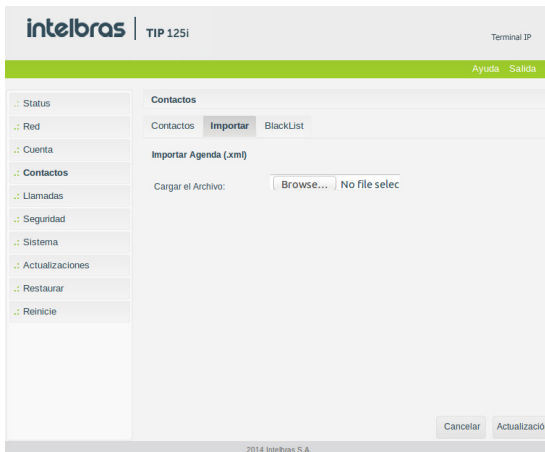 intelbras TIP 125i
Terminal IP
Ayuda Salida
.: Status
.: Red
.: Cuenta
.: Contactos
.: Llamadas
.: Seguridad
.: Sistema
.: Actualizaciones
.: Restaurar
.: Reinicie
Contactos
Contactos Importar BlackList
Importar Agenda (.xml)
Cargar el Archivo: Browse... No file selec
Cancelar Actualizació
2014 Intelbras S.A